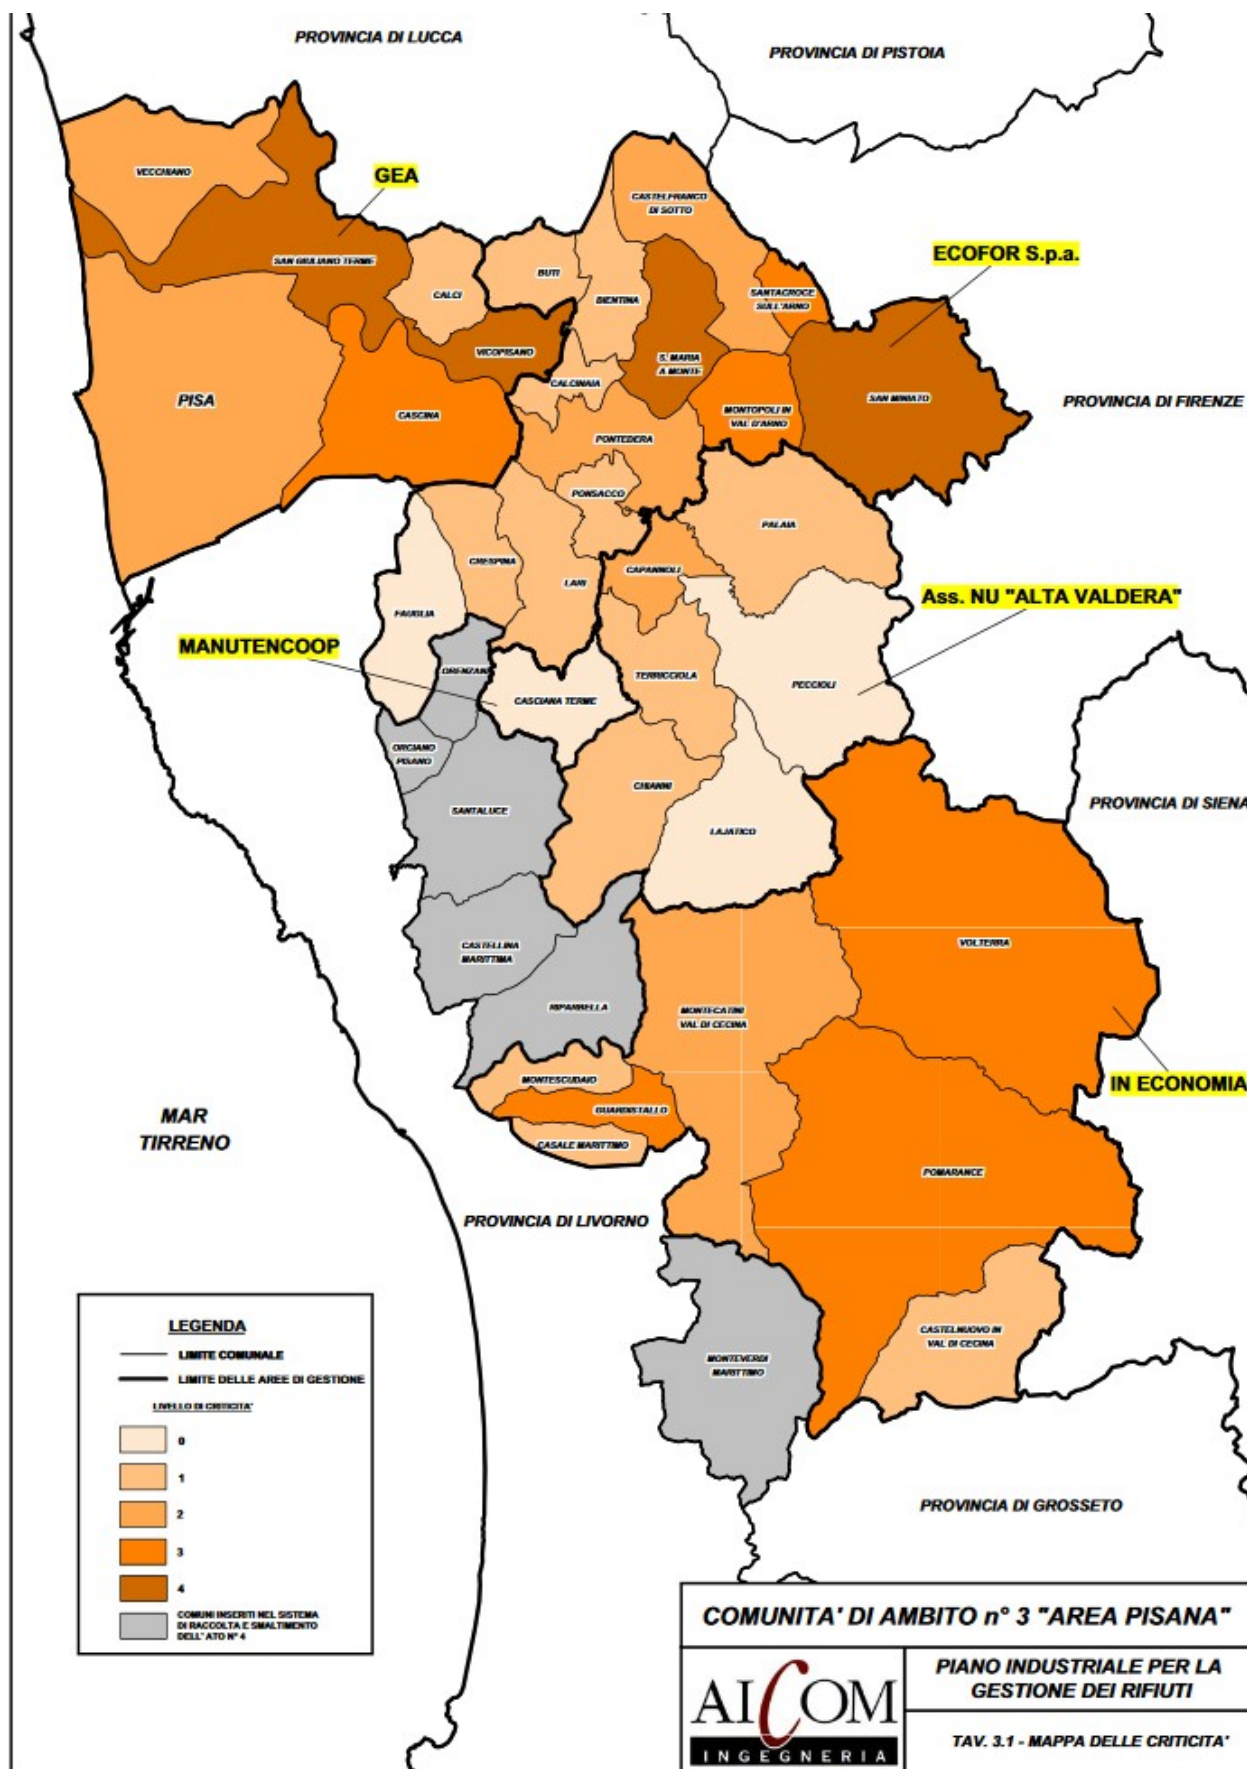 PROVINCIA DI LUCCA
PROVINCIA DI PISTOIA
VECCHIANO
GEA
CASTELFRANCO
DI SOTTO
ECOFOR S.p.a.
SAN GIULIANO TERME
BUTI
CALCI
BIENTINA
SANTACROCE
SULL'ARNO
VICOPISANO
S. MARIA
A MONTE
CALCINAIA
PISA
CASCINA
MONTOPOLI IN
VAL D'ARNO
SAN MINIATO
PROVINCIA DI FIRENZE
PONTEDERA
PONSACCO
PALAIA
CRESPINA
LARI
CAPANNOLI
FAUGLIA
Ass. NU "ALTA VALDERA"
MANUTENCOOP
ORENZANI
TERRICCIOLA
PECCIOLI
CASCIANA TERME
ORCIANO
PISANO
CHIANNI
SANTALUCE
LAJATICO
PROVINCIA DI SIENA
CASTELLINA
MARITTIMA
VOLTERRA
RIPARBELLA
MONTECATINI
VAL DI CECINA
MONTESCUDAIO
IN ECONOMIA
GUARDISTALLO
MAR
TIRRENO
CASALE MARITTIMO
POMARANCE
PROVINCIA DI LIVORNO
CASTELNUOVO IN
VAL DI CECINA
MONTEVERDI
MARITTIMO
LEGENDA
LIMITE COMUNALE
LIMITE DELLE AREE DI GESTIONE
LIVELLO DI CRITICITA'
0
1
2
3
4
COMUNI INSERITI NEL SISTEMA
DI RACCOLTA E SMALTIMENTO
DELL' ATO N° 4
PROVINCIA DI GROSSETO
COMUNITA' DI AMBITO n° 3 "AREA PISANA"
AICOM
INGEGNERIA
PIANO INDUSTRIALE PER LA
GESTIONE DEI RIFIUTI
TAV. 3.1 - MAPPA DELLE CRITICITA'